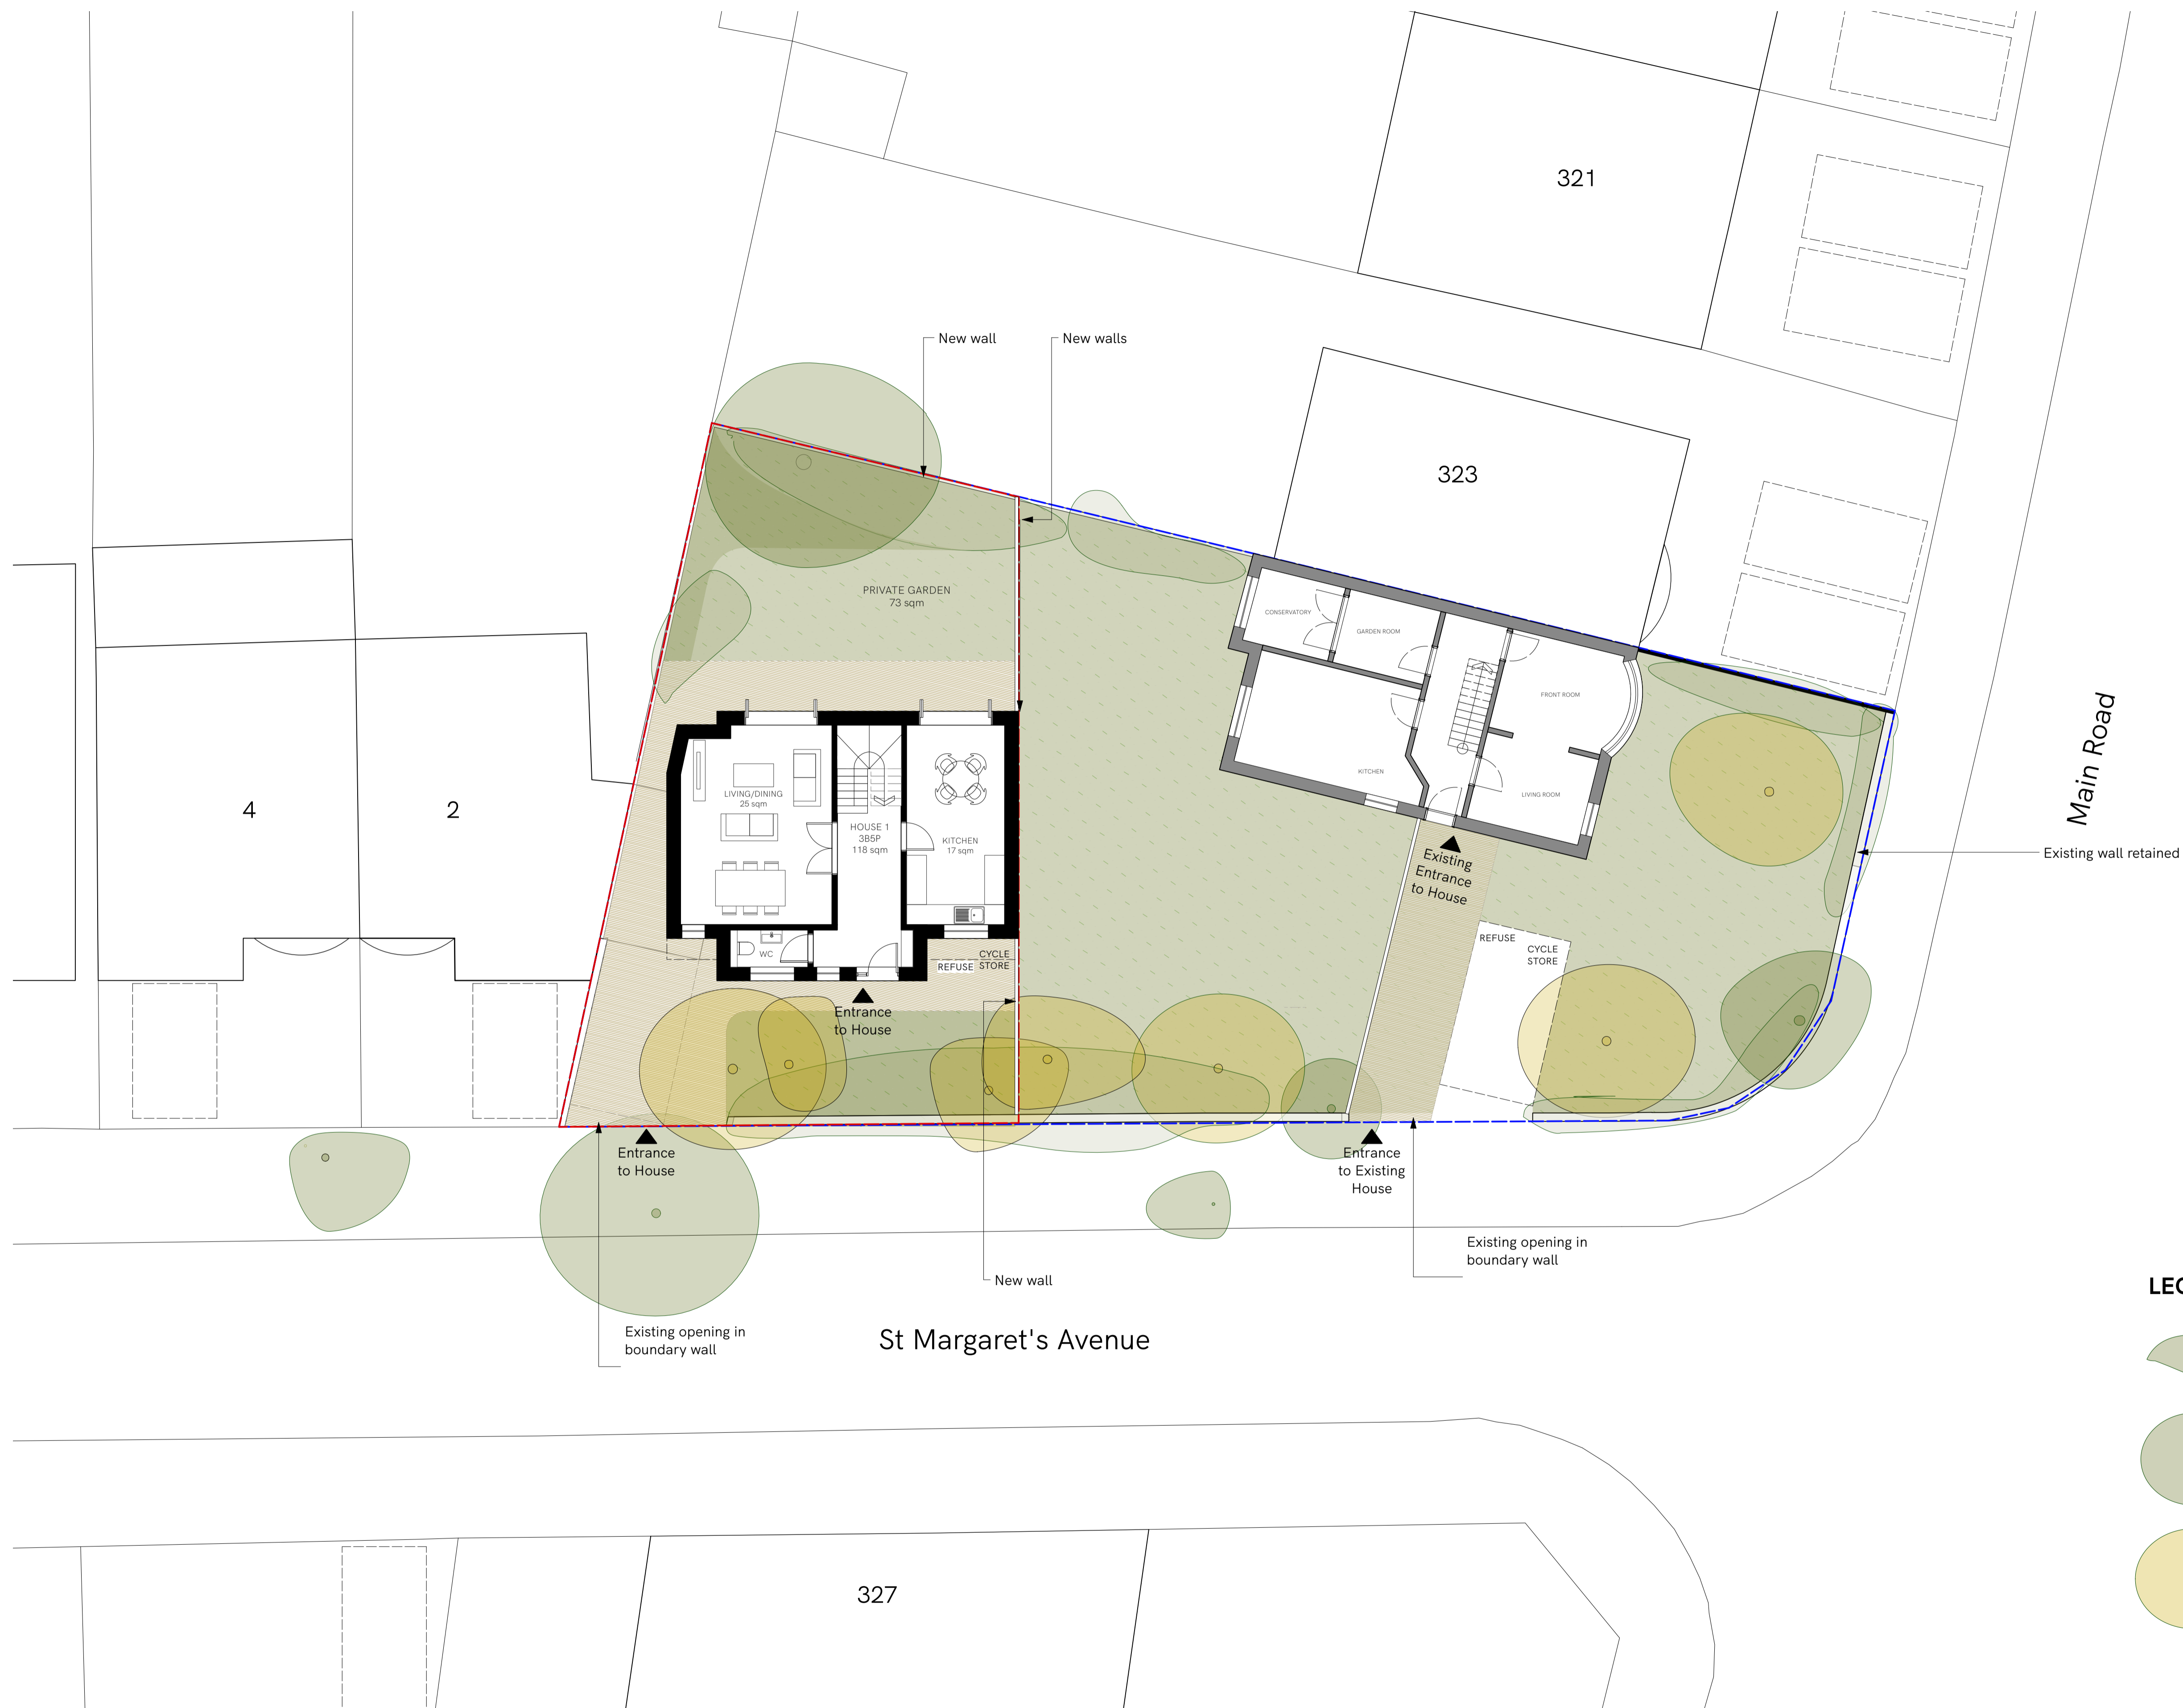 321
New wall
New walls
323
PRIVATE GARDEN
73 sqm
CONSERVATORY
GARDEN ROOM
FRONT ROOM
KITCHEN
LIVING ROOM
Main Road
4
2
LIVING/DINING
25 sqm
HOUSE 1
3B5P
118 sqm
KITCHEN
17 sqm
Existing wall retained
Existing
Entrance
to House
WC
REFUSE
CYCLE
STORE
REFUSE
CYCLE
STORE
Entrance
to House
Entrance
to House
Entrance
to Existing
House
Existing opening in
boundary wall
New wall
Existing opening in
boundary wall
St Margaret's Avenue
327